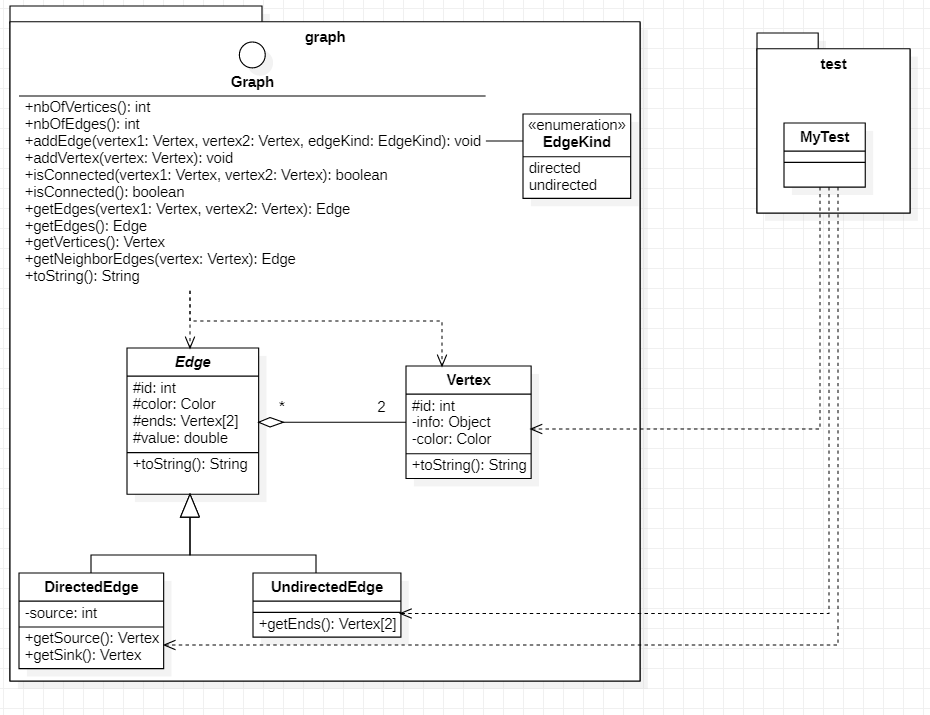 graph
Graph
+nbOfVertices(): int
+nbOfEdges(): int
+addEdge(vertex1: Vertex, vertex2: Vertex, edgeKind: EdgeKind): void
+addVertex(vertex: Vertex): void
+isConnected(vertex1: Vertex, vertex2: Vertex): boolean
+isConnected(): boolean
+getEdges(vertex1: Vertex, vertex2: Vertex): Edge
+getEdges(): Edge
+getVertices(): Vertex
+getNeighborEdges(vertex: Vertex): Edge
+toString(): String
«enumeration»
EdgeKind
directed
undirected
test
MyTest
Edge
#id: int
#color: Color
#ends: Vertex[2]
#value: double
+toString(): String
*
2
Vertex
#id: int
-info: Object
-color: Color
+toString(): String
DirectedEdge
-source: int
+getSource(): Vertex
+getSink(): Vertex
UndirectedEdge
+getEnds(): Vertex[2]